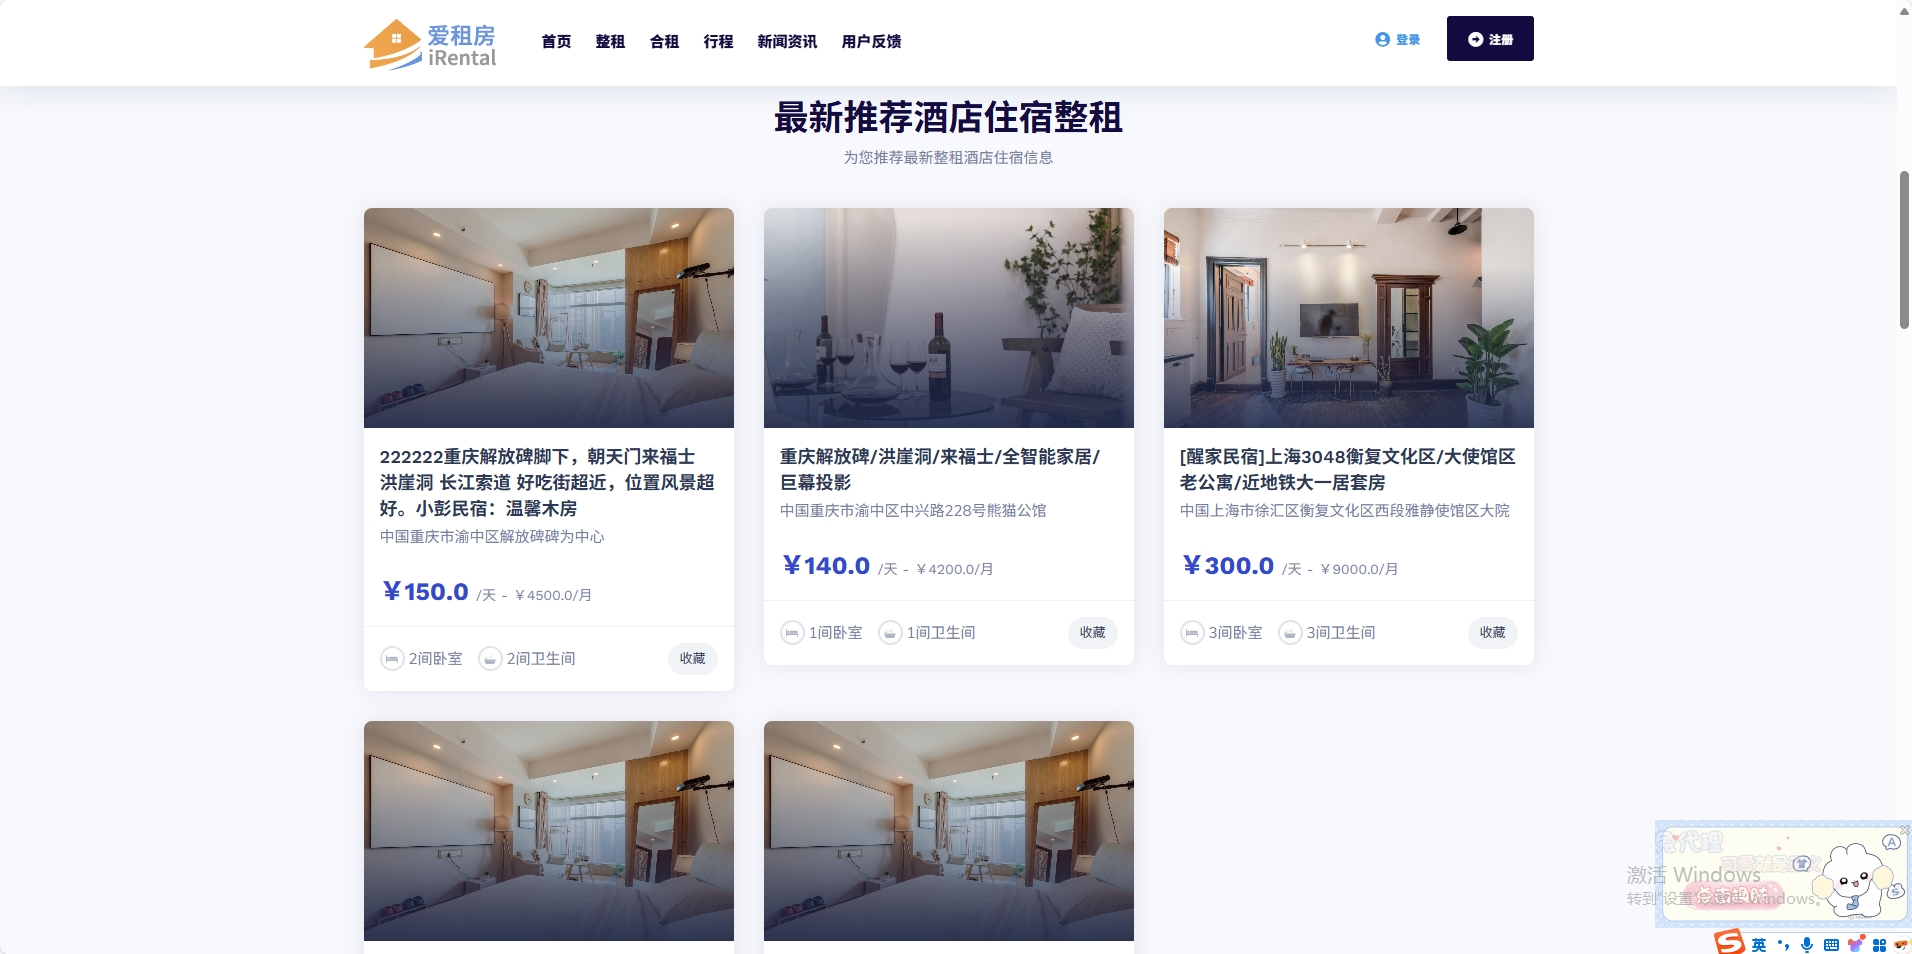 爱租房
iRental
首页 整租 合租 行程 新闻资讯 用户反馈
登录
注册
最新推荐酒店住宿整租
为您推荐最新整租酒店住宿信息
222222重庆解放碑脚下，朝天门来福士
洪崖洞 长江索道 好吃街超近，位置风景超
好。小彭民宿：温馨木房
中国重庆市渝中区解放碑碑为中心
￥150.0 /天 - ￥4500.0/月
2间卧室 2间卫生间 收藏
重庆解放碑/洪崖洞/来福士/全智能家居/
巨幕投影
中国重庆市渝中区中兴路228号熊猫公馆
￥140.0 /天 - ￥4200.0/月
1间卧室 1间卫生间 收藏
[醒家民宿]上海3048衡复文化区/大使馆区
老公寓/近地铁大一居套房
中国上海市徐汇区衡复文化区西段雅静使馆区大院
￥300.0 /天 - ￥9000.0/月
3间卧室 3间卫生间 收藏
激活 Windows
英